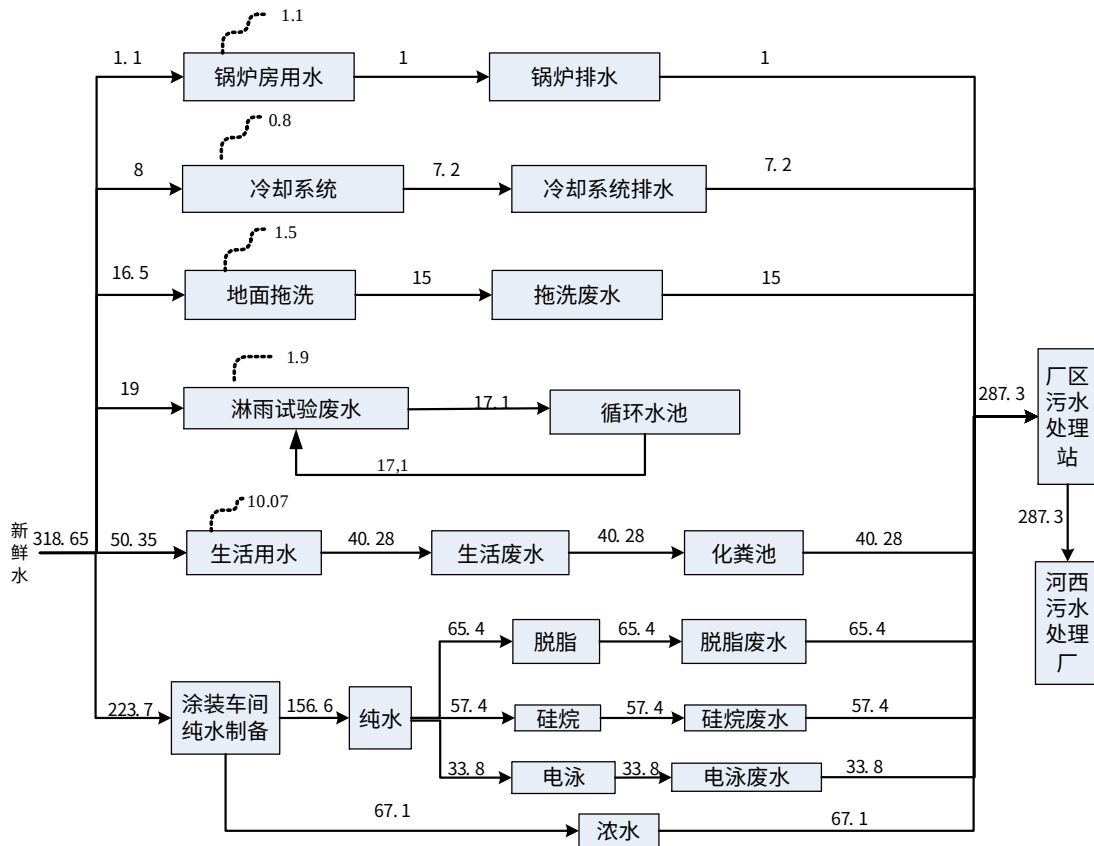 1.1
1. 1
锅炉房用水
1
锅炉排水
1
0.8
8
冷却系统
7. 2
冷却系统排水
7. 2
1.5
16. 5
地面拖洗
15
拖洗废水
15
1.9
19
淋雨试验废水
17.1
循环水池
17,1
287. 3
厂区
污水
处理
站
287. 3
河西
污水
处理
厂
新
鲜
水
318. 65
10.07
50. 35
生活用水
40. 28
生活废水
40. 28
化粪池
40. 28
65. 4
脱脂
65. 4
脱脂废水
65. 4
223. 7
涂装车间
纯水制备
156. 6
纯水
57. 4
硅烷
57. 4
硅烷废水
57. 4
33. 8
电泳
33. 8
电泳废水
33. 8
67. 1
浓水
67. 1